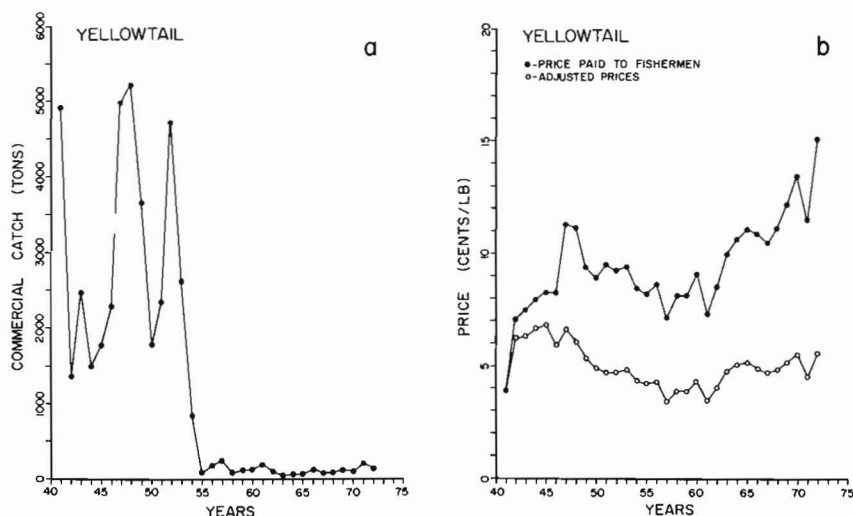 YELLOWTAIL
a
COMMERCIAL CATCH (TONS)
6000
5000
4000
3000
2000
1000
0
40 45 50 55 60 65 70 75
YEARS
YELLOWTAIL
b
●-PRICE PAID TO FISHERMEN
○-ADJUSTED PRICES
PRICE (CENTS/LB)
20
15
10
5
0
40 45 50 55 60 65 70 75
YEARS